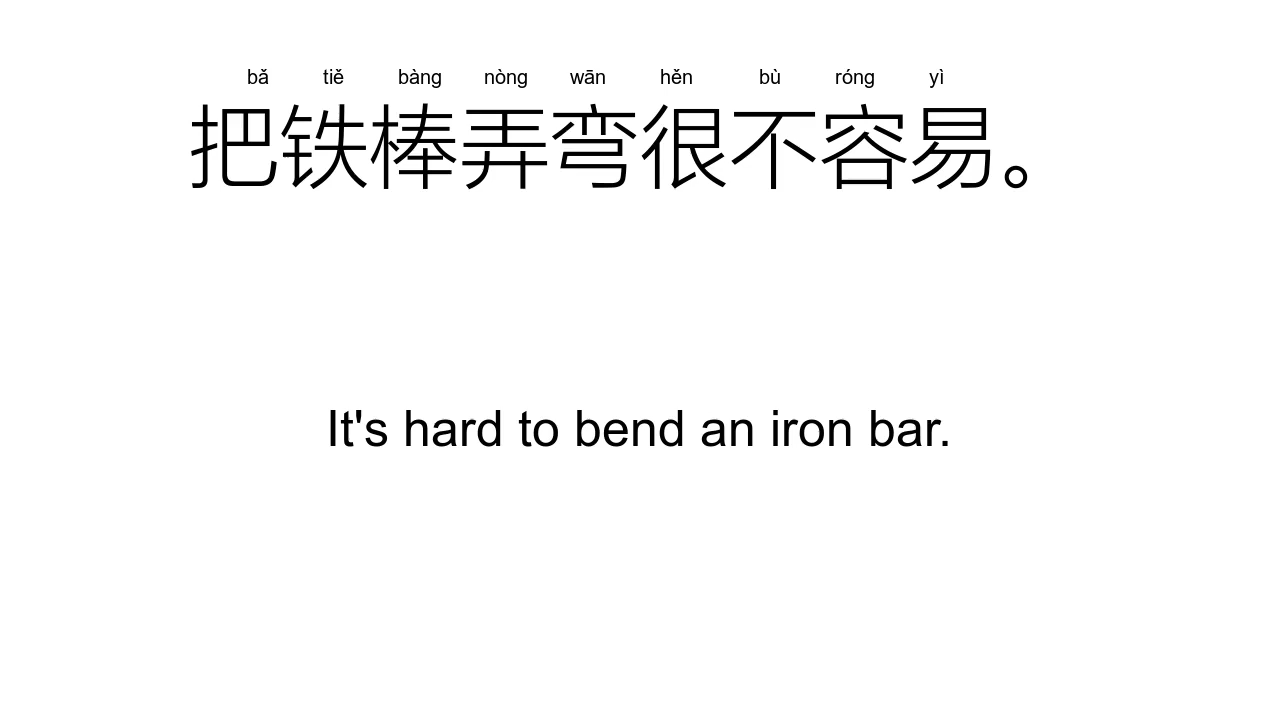 bǎ tiě bàng nòng wān hěn bù róng yì
把铁棒弄弯很不容易。
It's hard to bend an iron bar.